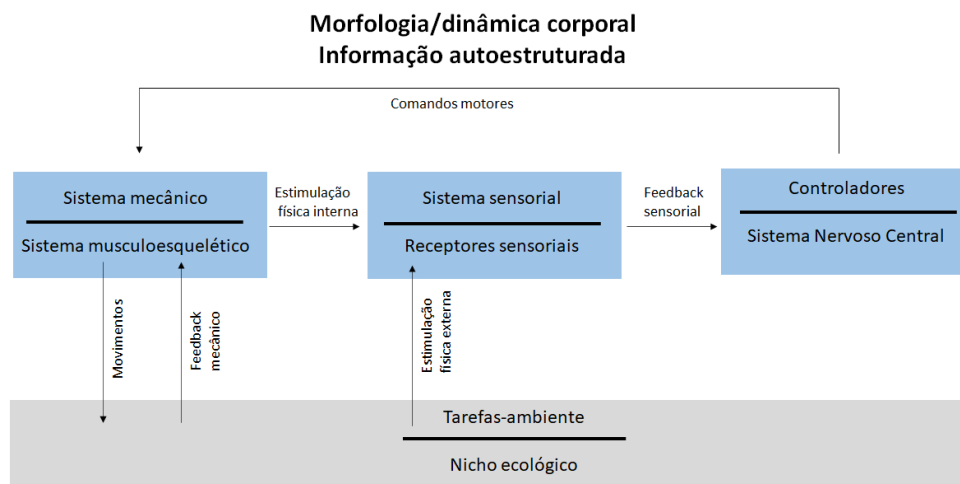 Morfologia/dinâmica corporal
Informação autoestruturada
Comandos motores
Sistema mecânico
Sistema musculoesquelético
Estimulação
física interna
Sistema sensorial
Receptores sensoriais
Feedback
sensorial
Controladores
Sistema Nervoso Central
Movimentos
Feedback
mecânico
Estimulação
física externa
Tarefas-ambiente
Nicho ecológico